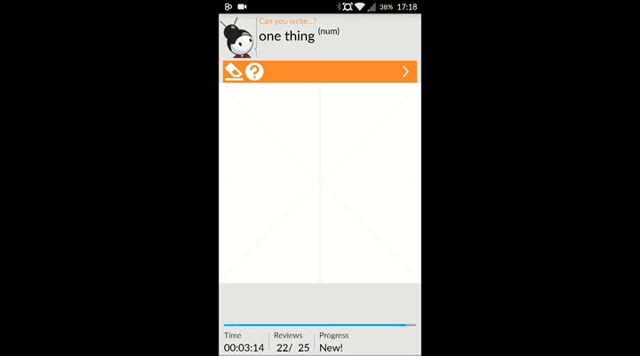 38% 17:18
Can you write...?
one thing (num)
?
Time Reviews Progress
00:03:14 22/ 25 New!